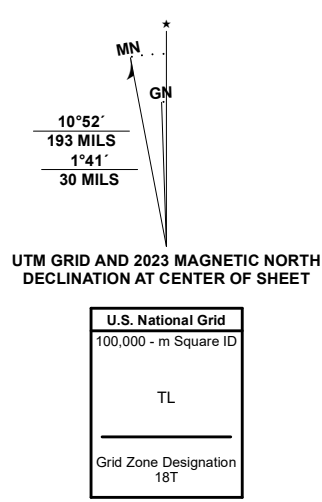 MN
GN
10°52´
193 MILS
1°41´
30 MILS
UTM GRID AND 2023 MAGNETIC NORTH
DECLINATION AT CENTER OF SHEET
U.S. National Grid
100,000 - m Square ID
TL
Grid Zone Designation
18T